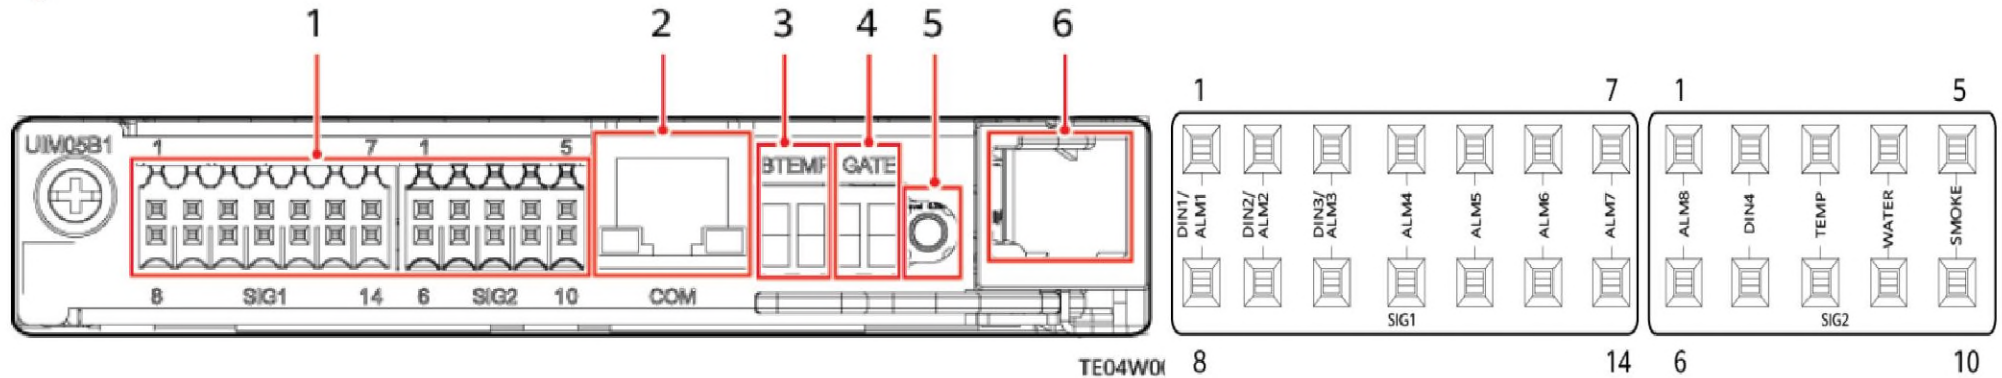 1 2 3 4 5 6
UIM05B1
1 7 1 5
BTEMP GATE
8 SIG1 14 6 SIG2 10 COM
TE04W00
1 7
DIN1/ ALM1
DIN2/ ALM2
DIN3/ ALM3
ALM4
ALM5
ALM6
ALM7
SIG1
8 14
1 5
ALM8
DIN4
TEMP
WATER
SMOKE
SIG2
6 10